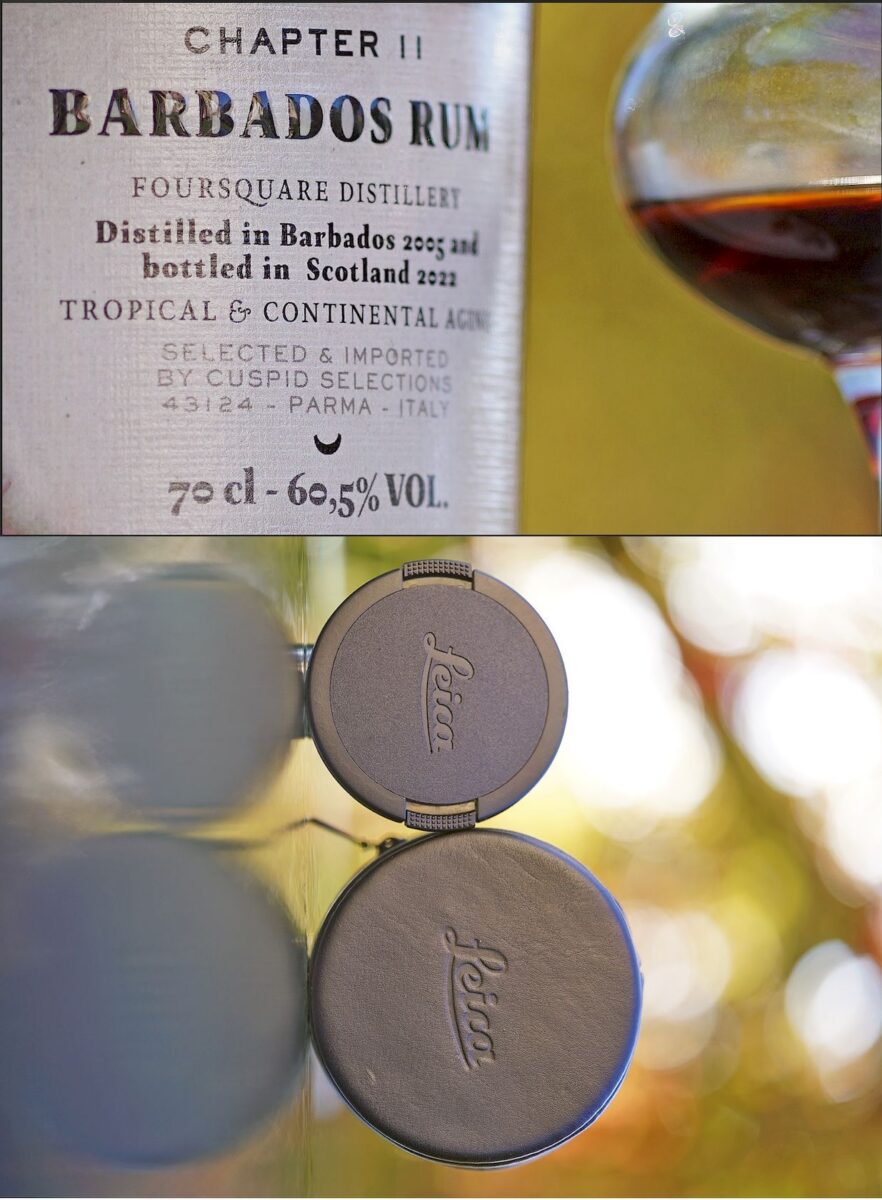 CHAPTER II
BARBADOS RUM
FOURSQUARE DISTILLERY
Distilled in Barbados 2005 and
bottled in Scotland 2022
TROPICAL & CONTINENTAL AGING
SELECTED & IMPORTED
BY CUSPID SELECTIONS
43124 - PARMA - ITALY
70 cl - 60,5% VOL.
Leica
Leica